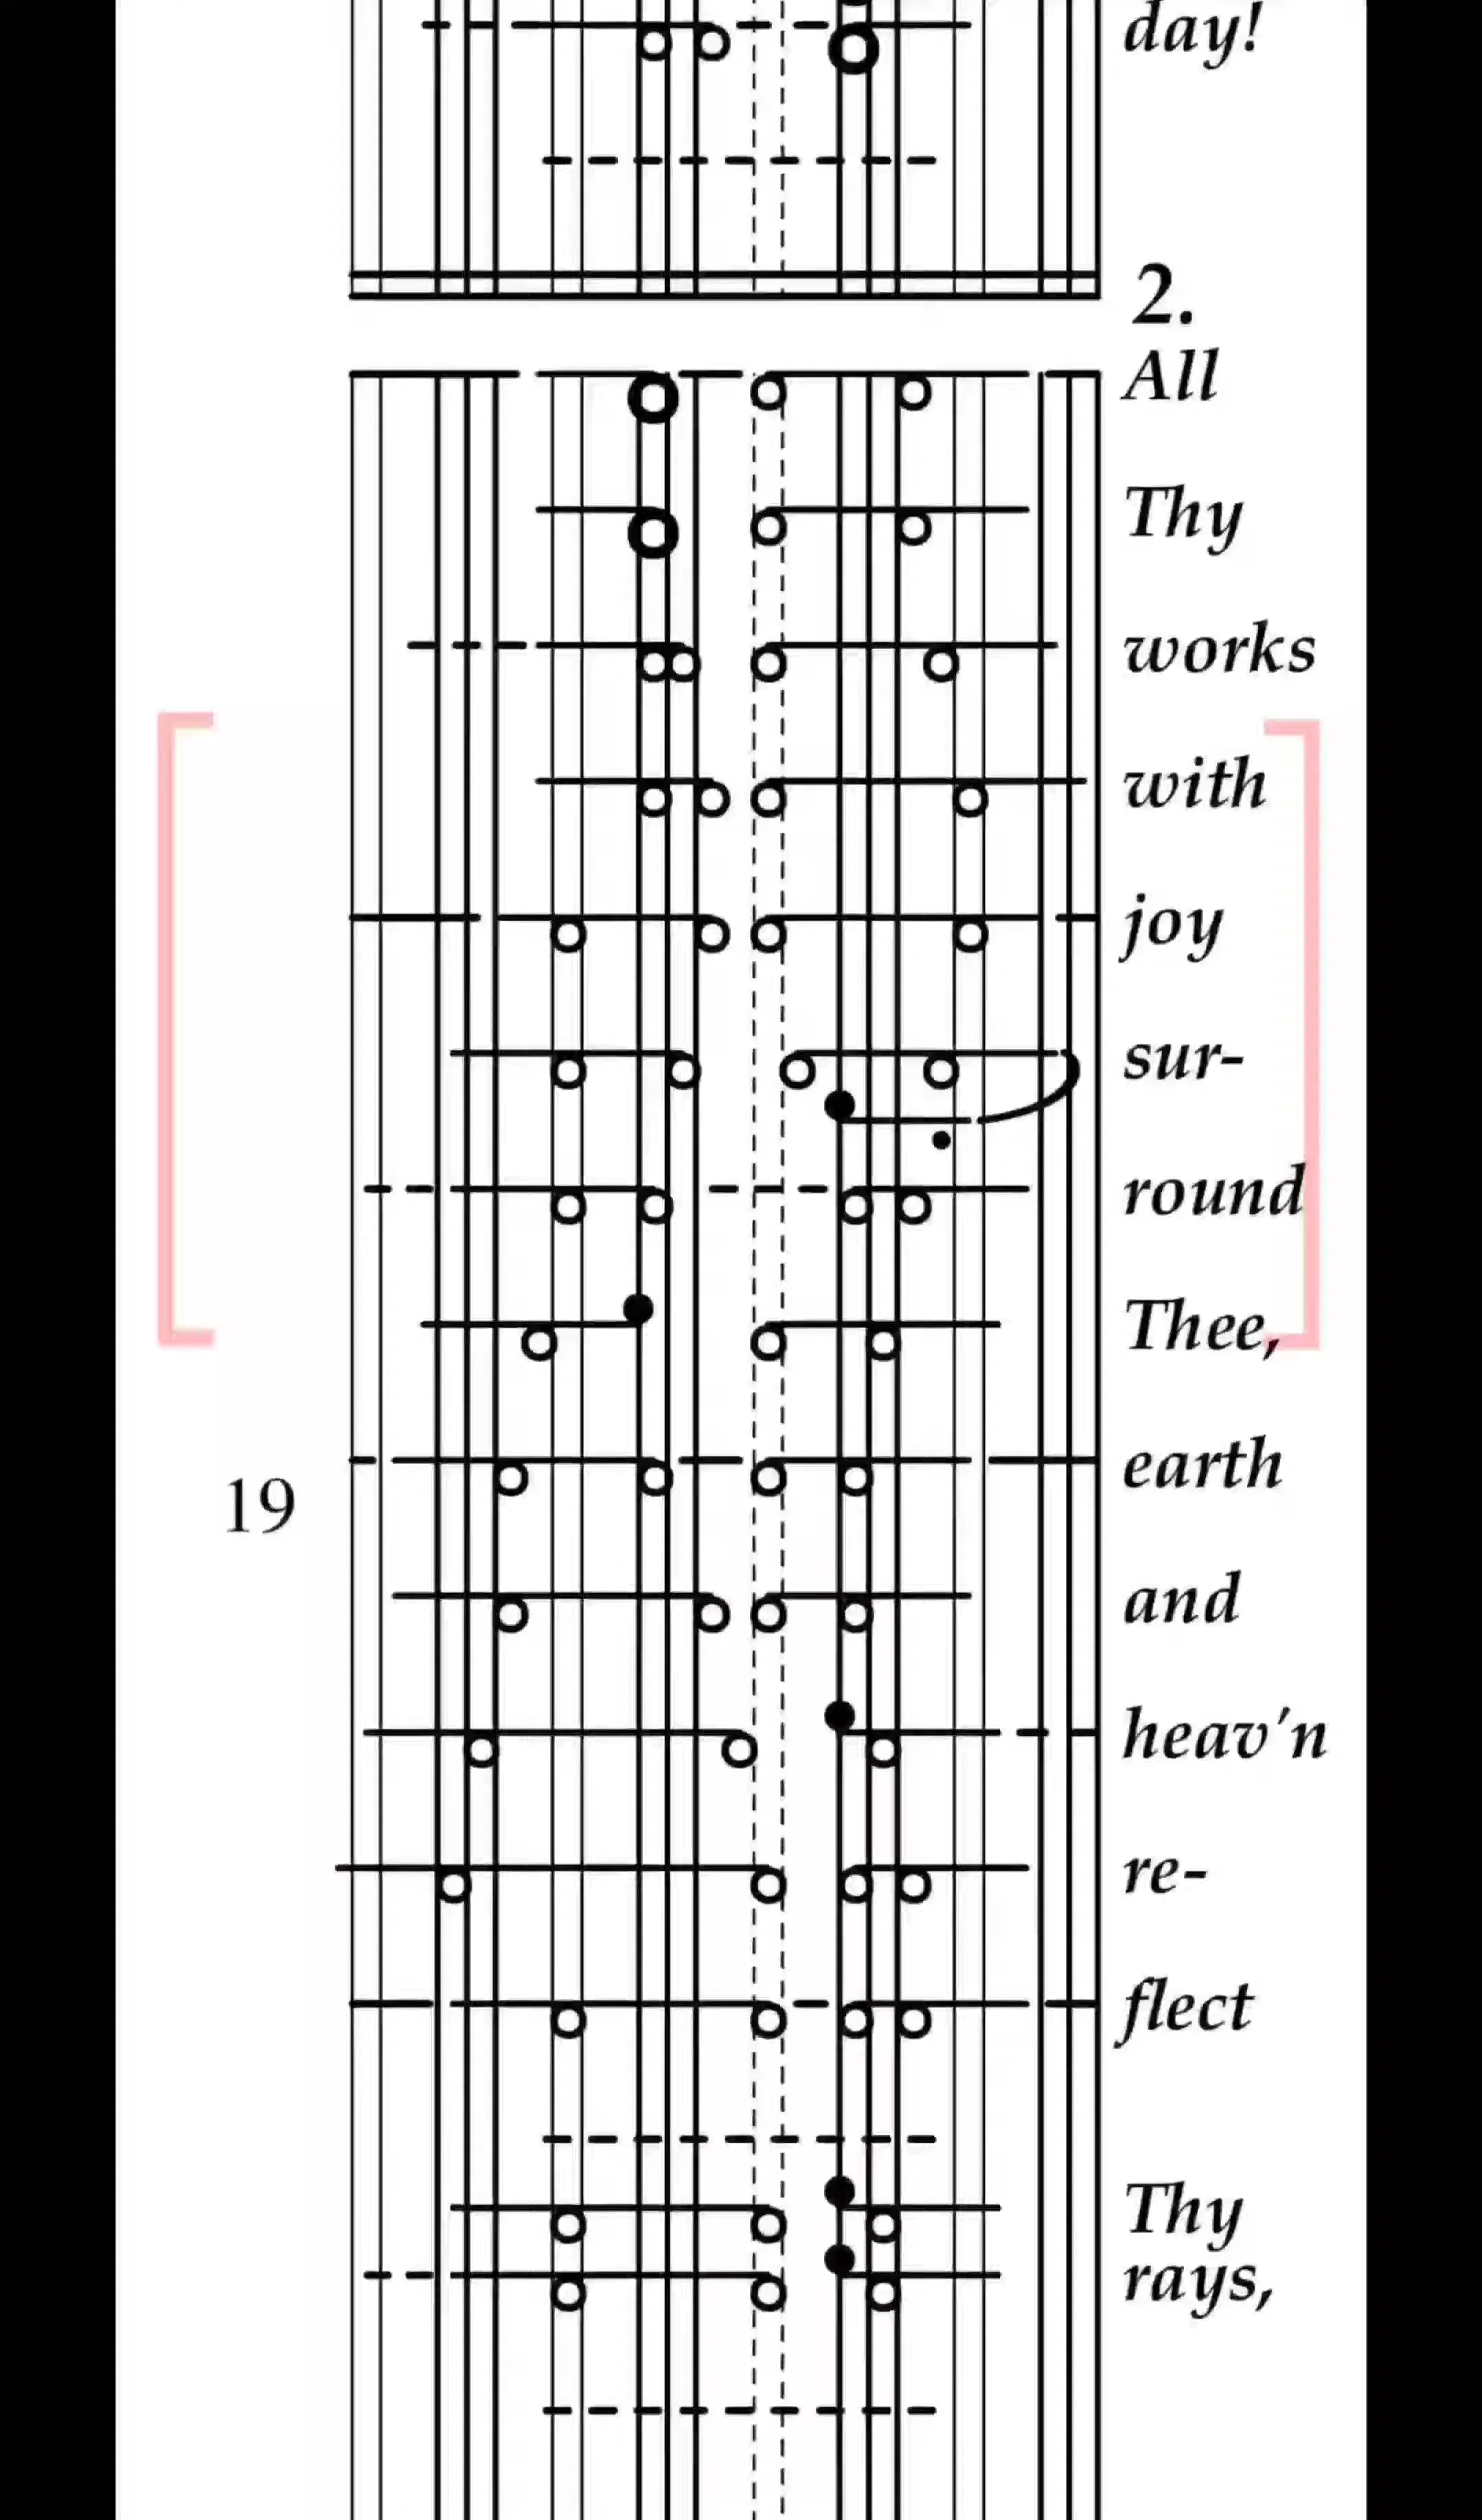 day!
2.
All
Thy
works
with
joy
sur-
round
Thee,
19
earth
and
heav'n
re-
flect
Thy
rays,